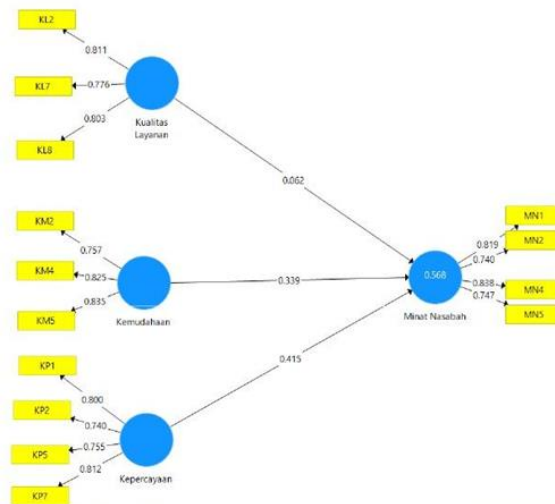 KL2
0.811
KL7
0.776
0.803
KL8
Kualitas
Layanan
0.062
KM2
0.757
KM4
0.825
0.835
KM5
Kemudahaan
0.339
MN1
0.819
MN2
0.740
0.568
0.838
MN4
0.747
MN5
Minat Nasabah
0.415
KP1
0.800
KP2
0.740
0.755
KP5
0.812
KP7
Kepercayaan